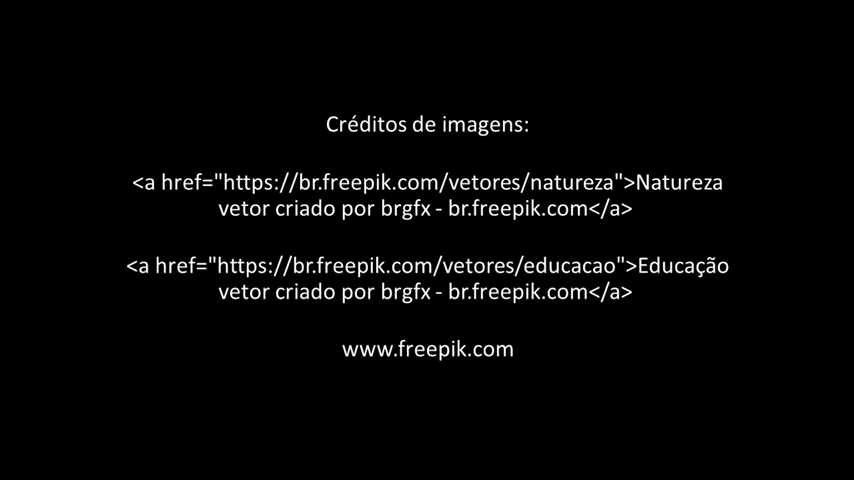 Créditos de imagens:
<a href="https://br.freepik.com/vetores/natureza">Natureza
vetor criado por brgfx - br.freepik.com</a>
<a href="https://br.freepik.com/vetores/educacao">Educação
vetor criado por brgfx - br.freepik.com</a>
www.freepik.com